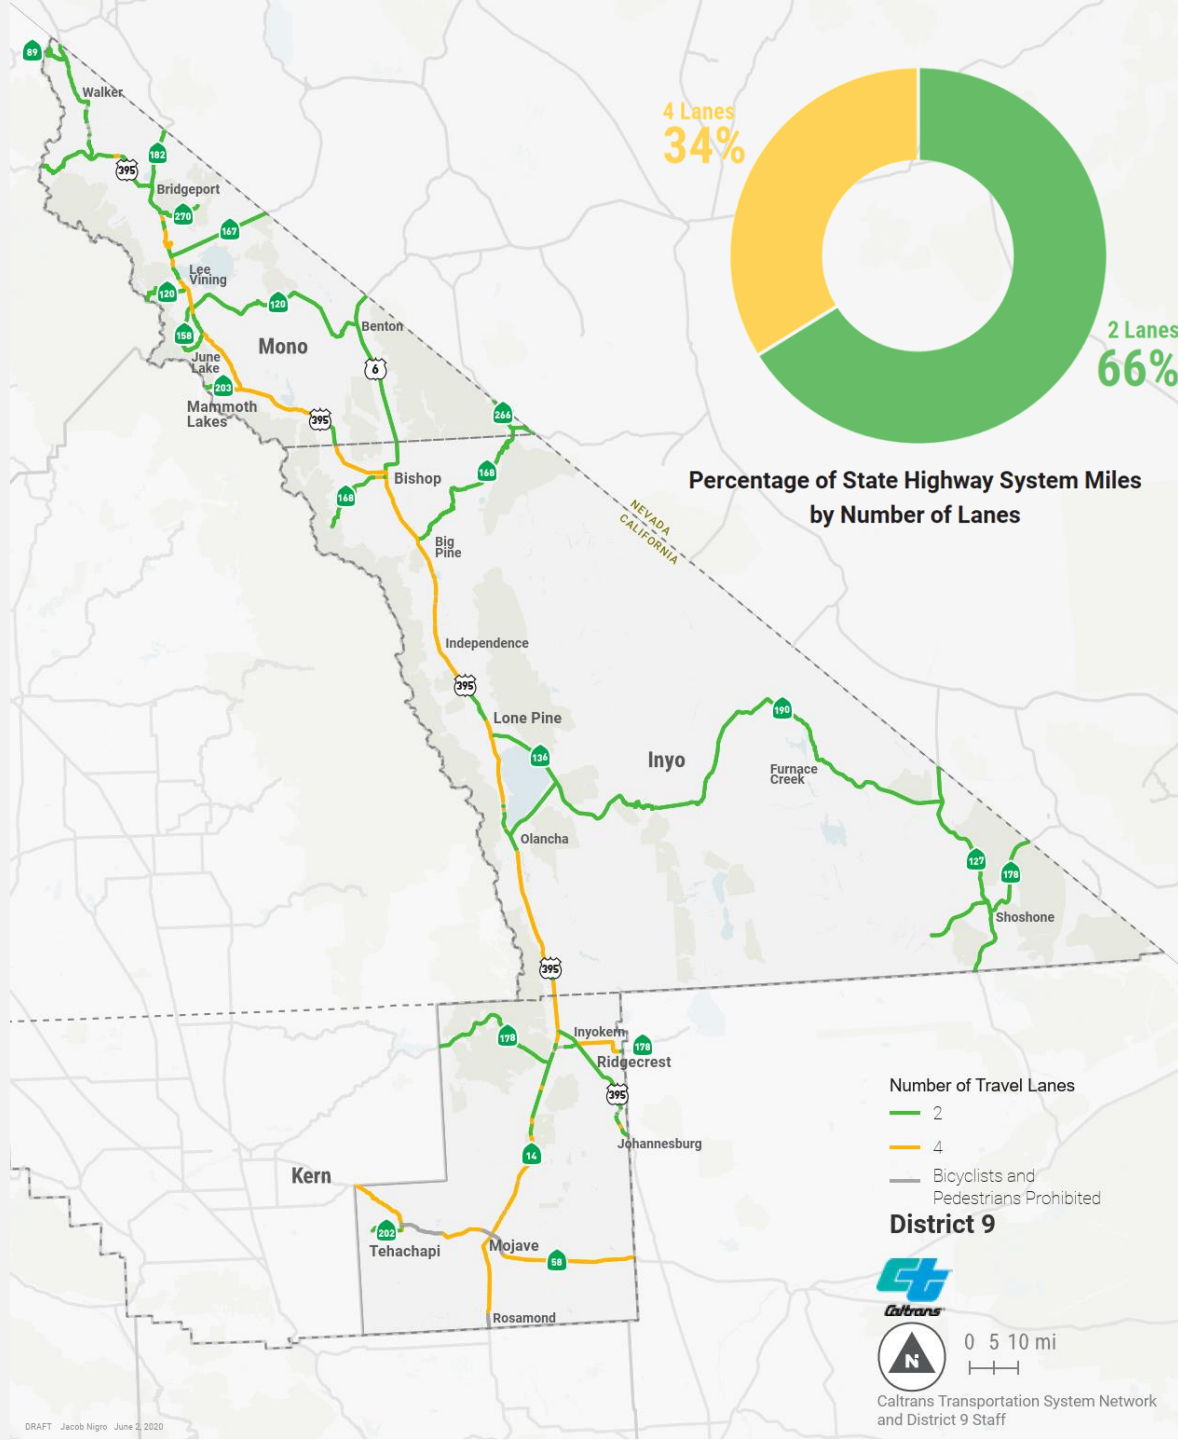 89
Walker
4 Lanes
34%
182
395
Bridgeport
270
167
Lee
Vining
120
120
158
Benton
2 Lanes
66%
Mono
June
Lake
6
203
Mammoth
Lakes
395
266
168
Bishop
168
Percentage of State Highway System Miles
by Number of Lanes
NEVADA
CALIFORNIA
Big
Pine
Independence
395
Lone Pine
190
136
Inyo
Furnace
Creek
Olancha
127
178
Shoshone
395
Inyokern
178
178
Ridgecrest
395
Johannesburg
14
Kern
202
Tehachapi
Mojave
58
Rosamond
Number of Travel Lanes
2
4
Bicyclists and
Pedestrians Prohibited
District 9
Caltrans
N
0 5 10 mi
Caltrans Transportation System Network
and District 9 Staff
DRAFT Jacob Nigro June 2, 2020